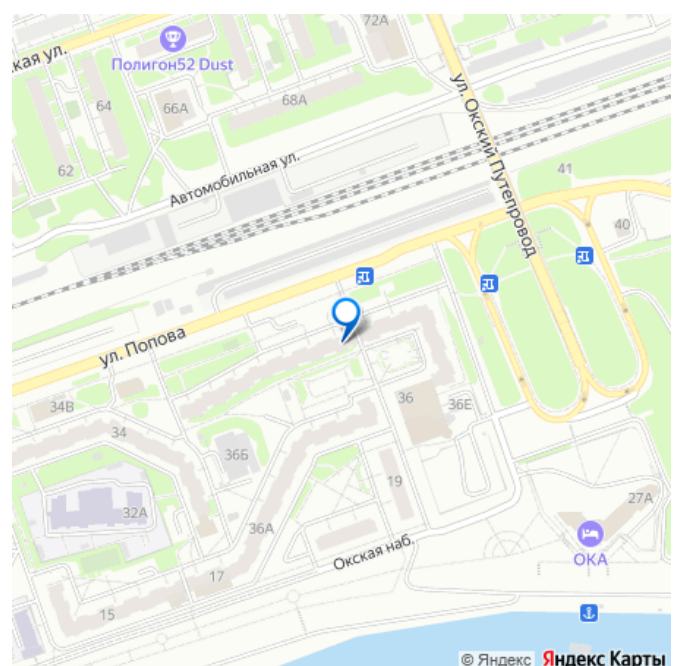 72А
кая ул.
Полигон52 Dust
64
66А
68А
62
ул. Окский Путепровод
Автомобильная ул.
41
40
ул. Попова
34В
34
36
36Е
36Б
19
32А
36А
27А
ОКА
Окская наб.
17
15
© Яндекс Яндекс Карты